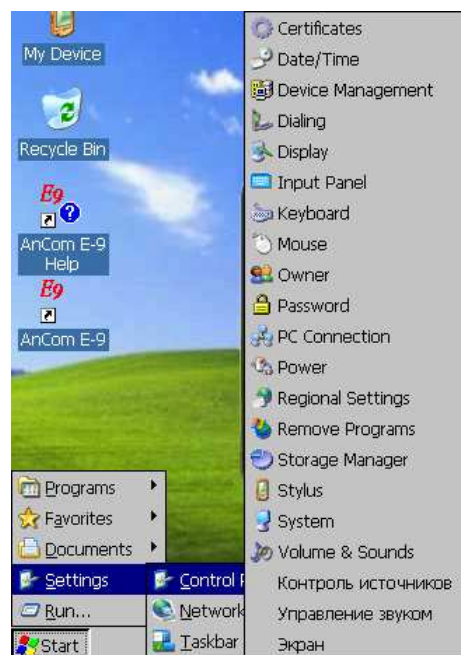 My Device
Recycle Bin
E9
AnCom E-9
Help
E9
AnCom E-9
Programs
Favorites
Documents
Settings
Run...
Start
Control
Network
Taskbar
Certificates
Date/Time
Device Management
Dialing
Display
Input Panel
Keyboard
Mouse
Owner
Password
PC Connection
Power
Regional Settings
Remove Programs
Storage Manager
Stylus
System
Volume & Sounds
Контроль источников
Управление звуком
Экран